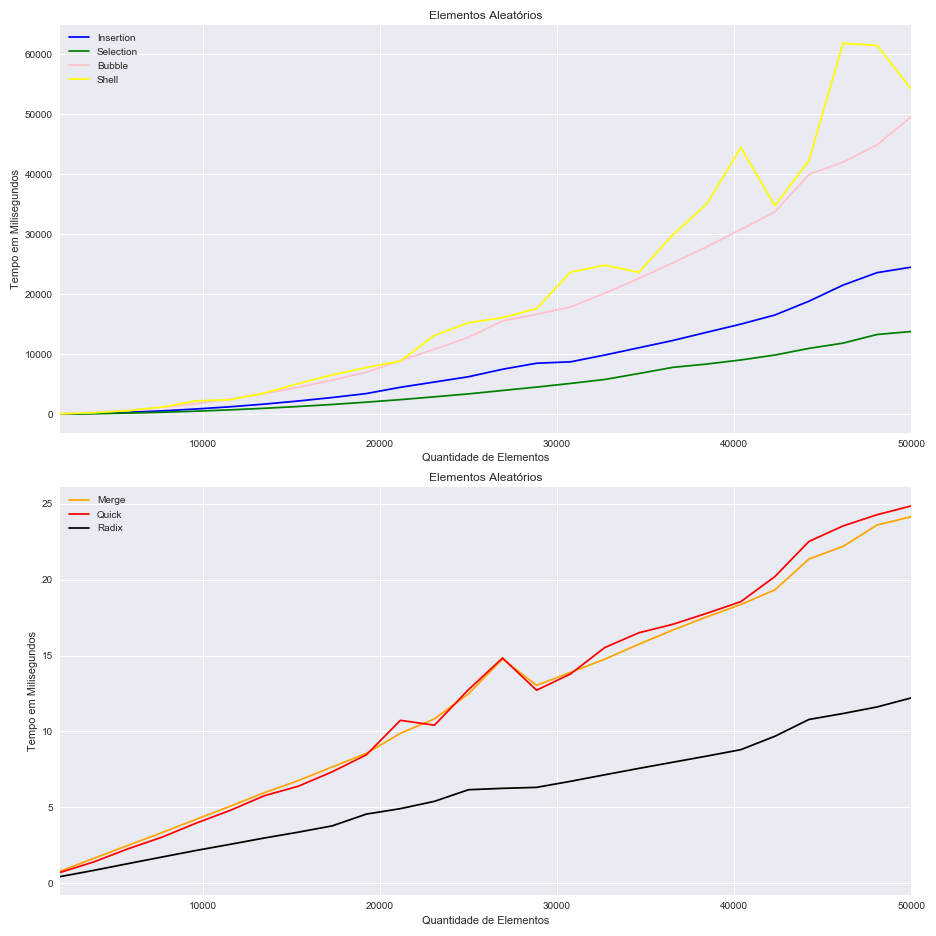 Elementos Aleatórios
Insertion
Selection
Bubble
Shell
60000
50000
40000
30000
20000
10000
0
Tempo em Milisegundos
10000 20000 30000 40000 50000
Quantidade de Elementos
Elementos Aleatórios
Merge
Quick
Radix
25
20
15
10
5
0
Tempo em Milisegundos
10000 20000 30000 40000 50000
Quantidade de Elementos